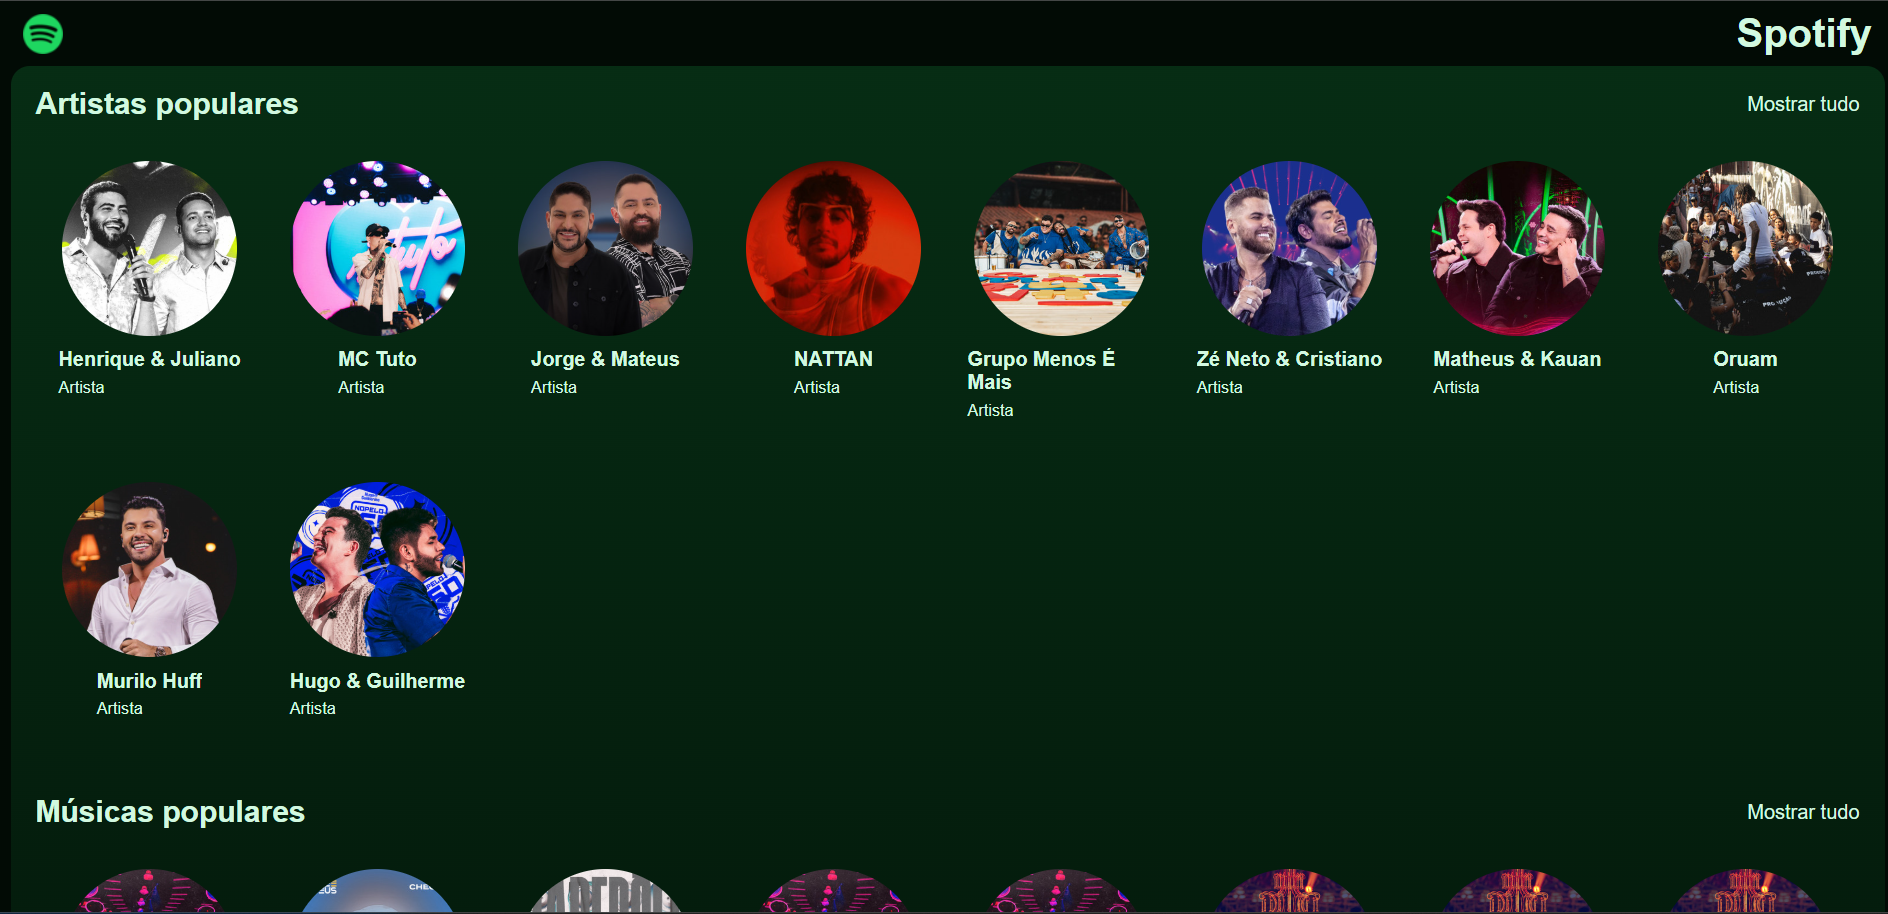 Spotify
Artistas populares
Mostrar tudo
tuto
NOPELO
Henrique & Juliano
Artista
MC Tuto
Artista
Jorge & Mateus
Artista
NATTAN
Artista
Grupo Menos É
Mais
Artista
Zé Neto & Cristiano
Artista
Matheus & Kauan
Artista
Oruam
Artista
Murilo Huff
Artista
Hugo & Guilherme
Artista
Músicas populares
Mostrar tudo